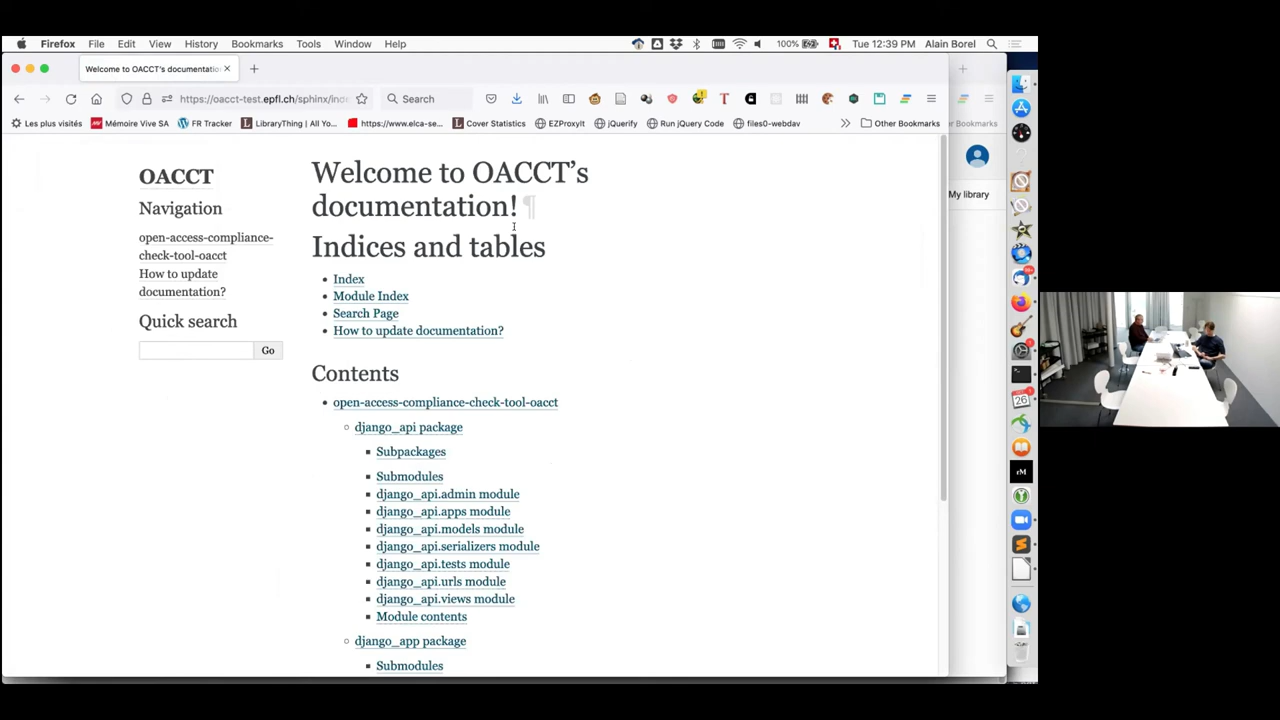 Firefox File Edit View History Bookmarks Tools Window Help 100% Tue 12:39 PM Alain Borel
Welcome to OACCT's documentatio
https://oacct-test.epfl.ch/sphinx/inde Search
Les plus visités Mémoire Vive SA FR Tracker LibraryThing | All Yo... https://www.elca-se... Cover Statistics EZProxyIt jQuerify Run jQuery Code files0-webdav Other Bookmarks Bookmarks
My library
OACCT
Navigation
open-access-compliance-
check-tool-oacct
How to update
documentation?
Quick search
Go
Welcome to OACCT's
documentation! ¶
Indices and tables
• Index
• Module Index
• Search Page
• How to update documentation?
Contents
• open-access-compliance-check-tool-oacct
◦ django_api package
▪ Subpackages
▪ Submodules
▪ django_api.admin module
▪ django_api.apps module
▪ django_api.models module
▪ django_api.serializers module
▪ django_api.tests module
▪ django_api.urls module
▪ django_api.views module
▪ Module contents
◦ django_app package
▪ Submodules
26
rM